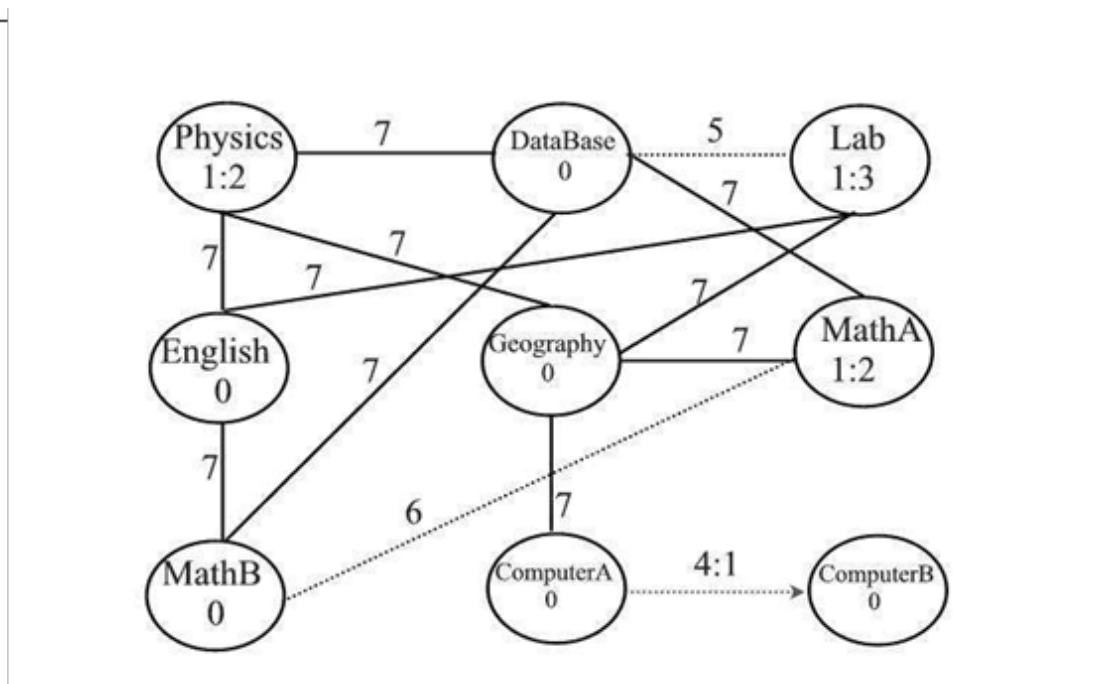 Physics
1:2
7
DataBase
0
5
Lab
1:3
7
7
7
7
7
English
0
7
Geography
0
7
MathA
1:2
7
6
7
MathB
0
ComputerA
0
4:1
ComputerB
0